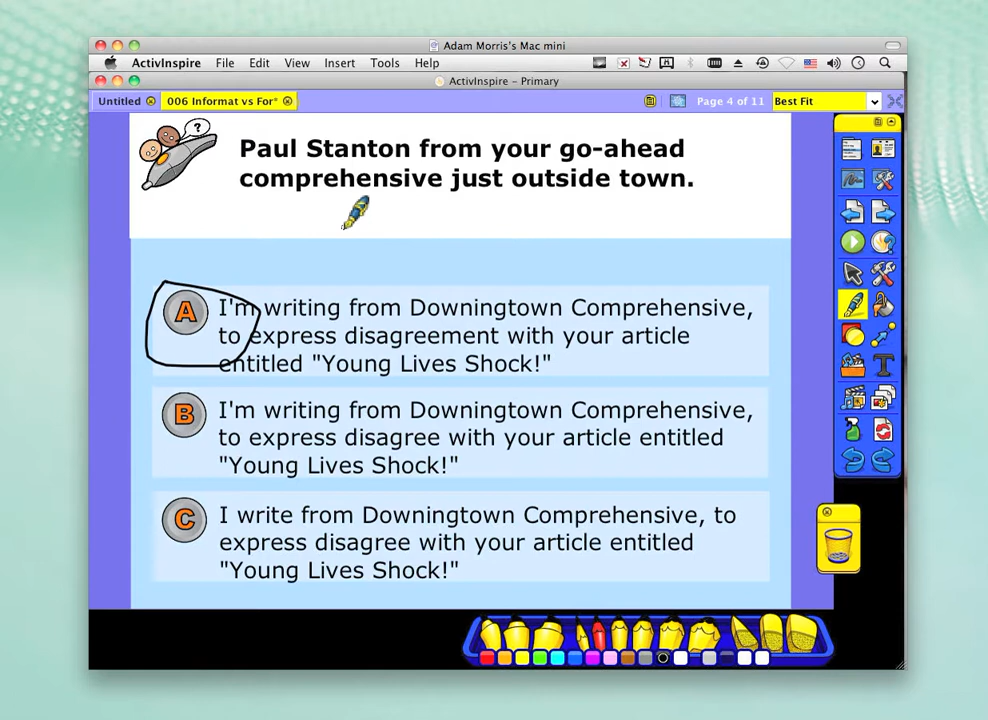 Adam Morris's Mac mini
ActivInspire File Edit View Insert Tools Help
ActivInspire – Primary
Untitled 006 Informat vs For* Page 4 of 11 Best Fit
?
Paul Stanton from your go-ahead
comprehensive just outside town.
A I'm writing from Downingtown Comprehensive,
to express disagreement with your article
entitled "Young Lives Shock!"
B I'm writing from Downingtown Comprehensive,
to express disagree with your article entitled
"Young Lives Shock!"
C I write from Downingtown Comprehensive, to
express disagree with your article entitled
"Young Lives Shock!"
T